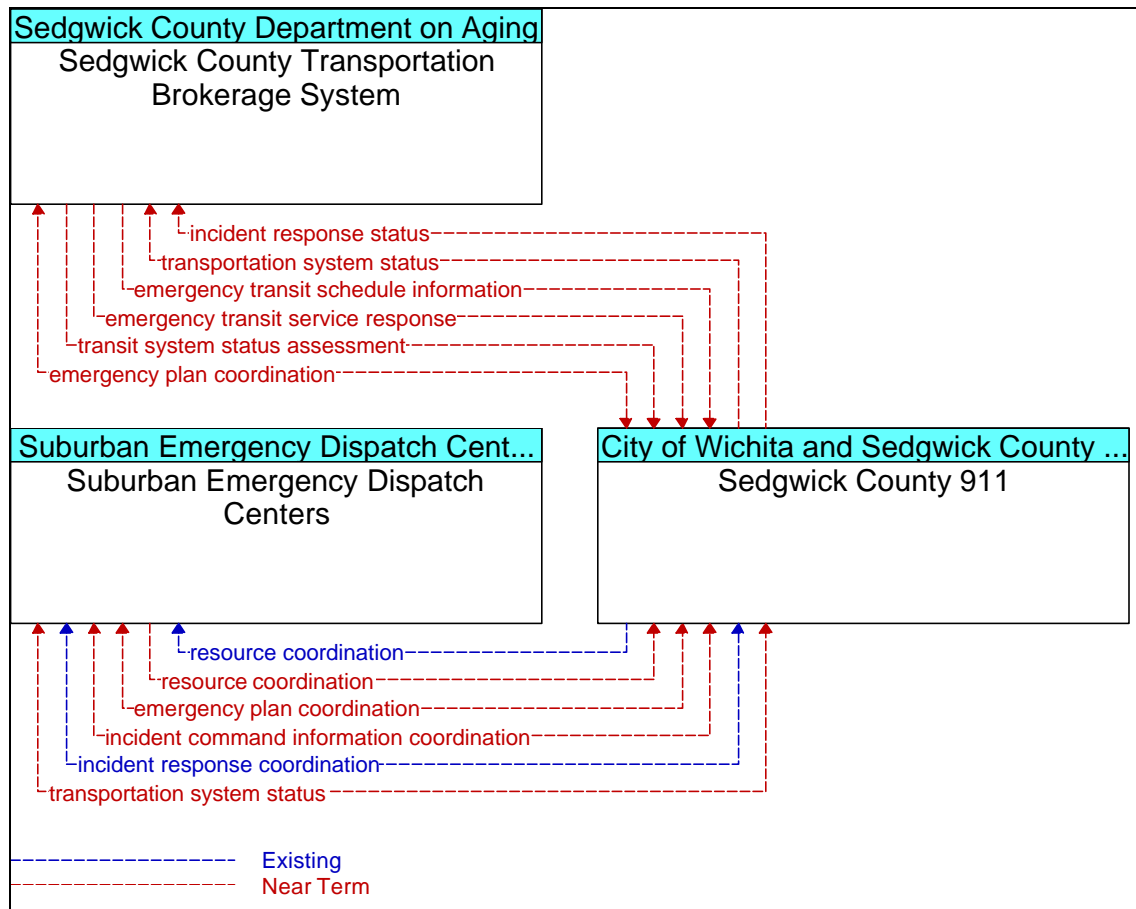 Sedgwick County Department on Aging
Sedgwick County Transportation
Brokerage System
incident response status
transportation system status
emergency transit schedule information
emergency transit service response
transit system status assessment
emergency plan coordination
Suburban Emergency Dispatch Cent...
Suburban Emergency Dispatch
Centers
City of Wichita and Sedgwick County ...
Sedgwick County 911
resource coordination
resource coordination
emergency plan coordination
incident command information coordination
incident response coordination
transportation system status
Existing
Near Term